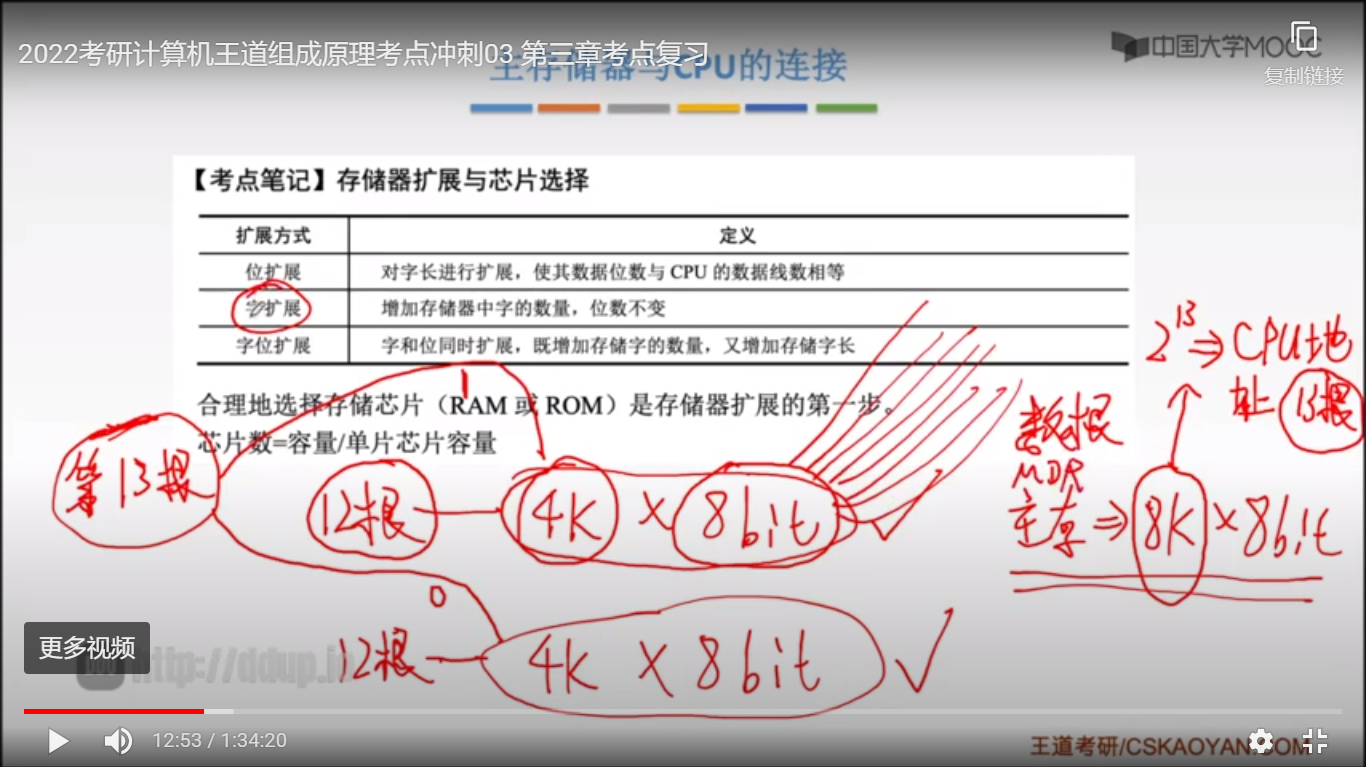 2022考研计算机王道组成原理考点冲刺03 第三章考点复习
中国大学MOOC
主存储器与CPU的连接
复制链接
【考点笔记】存储器扩展与芯片选择
扩展方式 定义
位扩展 对字长进行扩展，使其数据位数与 CPU 的数据线数相等
字扩展 增加存储器中字的数量，位数不变
字位扩展 字和位同时扩展，既增加存储字的数量，又增加存储字长
合理地选择存储芯片（RAM 或 ROM）是存储器扩展的第一步。
芯片数=容量/单片芯片容量
2^13 ⇒ CPU地
址 13根
数据
MDR
主存 ⇒ 8K × 8bit
1
第13根
12根 4K × 8bit
0
12根 4K × 8bit
更多视频
http://ddup.in
12:53 / 1:34:20
王道考研/CSKAOYAN.COM